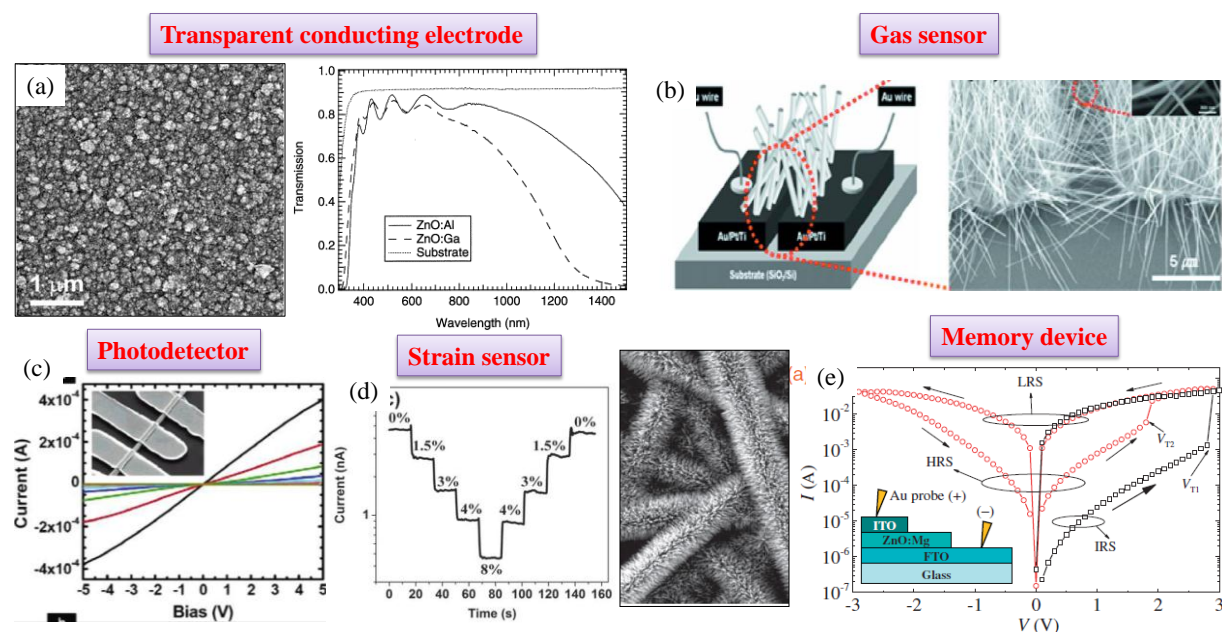 Transparent conducting electrode
Gas sensor
(a)
1 μm
1.0
0.8
0.6
0.4
0.2
0.0
Transmission
ZnO:Al
ZnO:Ga
Substrate
400 600 800 1000 1200 1400
Wavelength (nm)
(b)
u wire
Au wire
Au/Pt/Ti
Au/Pt/Ti
Substrate (SiO₂/Si)
5 μm
Photodetector
Strain sensor
Memory device
(c)
4x10⁻⁴
2x10⁻⁴
0
-2x10⁻⁴
-4x10⁻⁴
Current (A)
-5 -4 -3 -2 -1 0 1 2 3 4 5
Bias (V)
(d)
c)
0%
1.5%
3%
4%
8%
4%
3%
1.5%
0%
Current (nA)
1
0 20 40 60 80 100 120 140 160
Time (s)
(a)
(e)
LRS
HRS
IRS
V_T2
V_T1
10⁻²
10⁻³
10⁻⁴
10⁻⁵
10⁻⁶
10⁻⁷
I (A)
Au probe (+)
(−)
ITO
ZnO:Mg
FTO
Glass
-3 -2 -1 0 1 2 3
V (V)